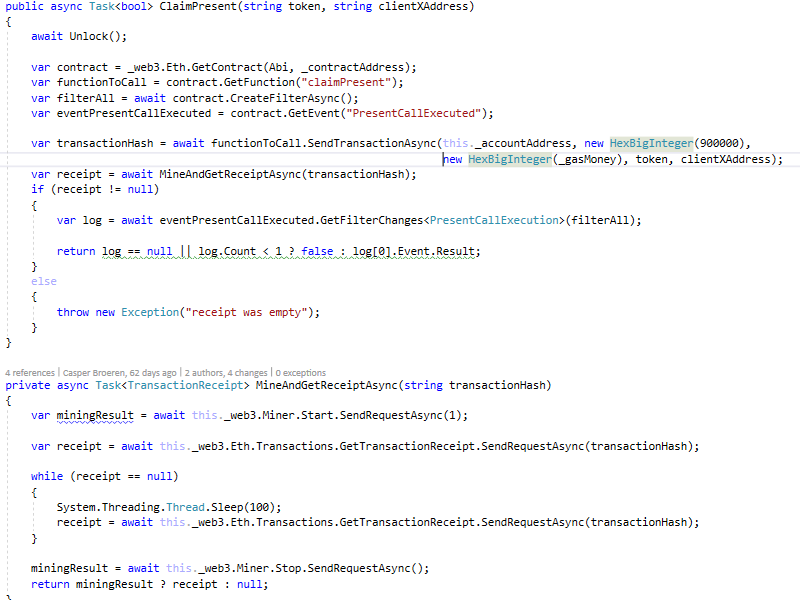 public async Task<bool> ClaimPresent(string token, string clientXAddress)
{
await Unlock();
var contract = _web3.Eth.GetContract(Abi, _contractAddress);
var functionToCall = contract.GetFunction("claimPresent");
var filterAll = await contract.CreateFilterAsync();
var eventPresentCallExecuted = contract.GetEvent("PresentCallExecuted");
var transactionHash = await functionToCall.SendTransactionAsync(this._accountAddress, new HexBigInteger(900000),
new HexBigInteger(_gasMoney), token, clientXAddress);
var receipt = await MineAndGetReceiptAsync(transactionHash);
if (receipt != null)
{
var log = await eventPresentCallExecuted.GetFilterChanges<PresentCallExecution>(filterAll);
return log == null || log.Count < 1 ? false : log[0].Event.Result;
}
else
{
throw new Exception("receipt was empty");
}
}
4 references | Casper Broeren, 62 days ago | 2 authors, 4 changes | 0 exceptions
private async Task<TransactionReceipt> MineAndGetReceiptAsync(string transactionHash)
{
var miningResult = await this._web3.Miner.Start.SendRequestAsync(1);
var receipt = await this._web3.Eth.Transactions.GetTransactionReceipt.SendRequestAsync(transactionHash);
while (receipt == null)
{
System.Threading.Thread.Sleep(100);
receipt = await this._web3.Eth.Transactions.GetTransactionReceipt.SendRequestAsync(transactionHash);
}
miningResult = await this._web3.Miner.Stop.SendRequestAsync();
return miningResult ? receipt : null;
}